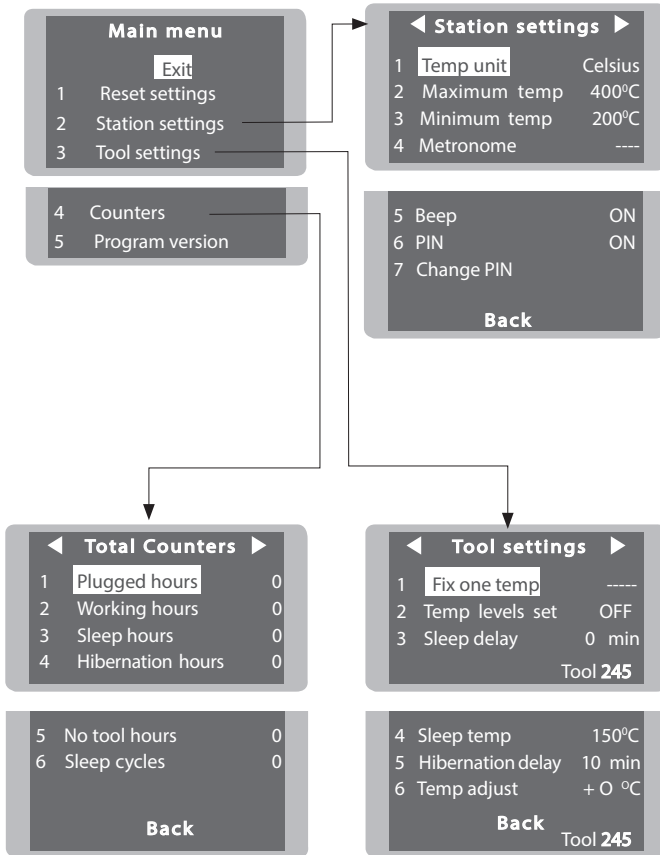 Main menu
Exit
1 Reset settings
2 Station settings
3 Tool settings
4 Counters
5 Program version
Station settings
1 Temp unit Celsius
2 Maximum temp 400⁰C
3 Minimum temp 200⁰C
4 Metronome ----
5 Beep ON
6 PIN ON
7 Change PIN
Back
Total Counters
1 Plugged hours 0
2 Working hours 0
3 Sleep hours 0
4 Hibernation hours 0
5 No tool hours 0
6 Sleep cycles 0
Back
Tool settings
1 Fix one temp -----
2 Temp levels set OFF
3 Sleep delay 0 min
Tool 245
4 Sleep temp 150⁰C
5 Hibernation delay 10 min
6 Temp adjust + O ᴼC
Back
Tool 245